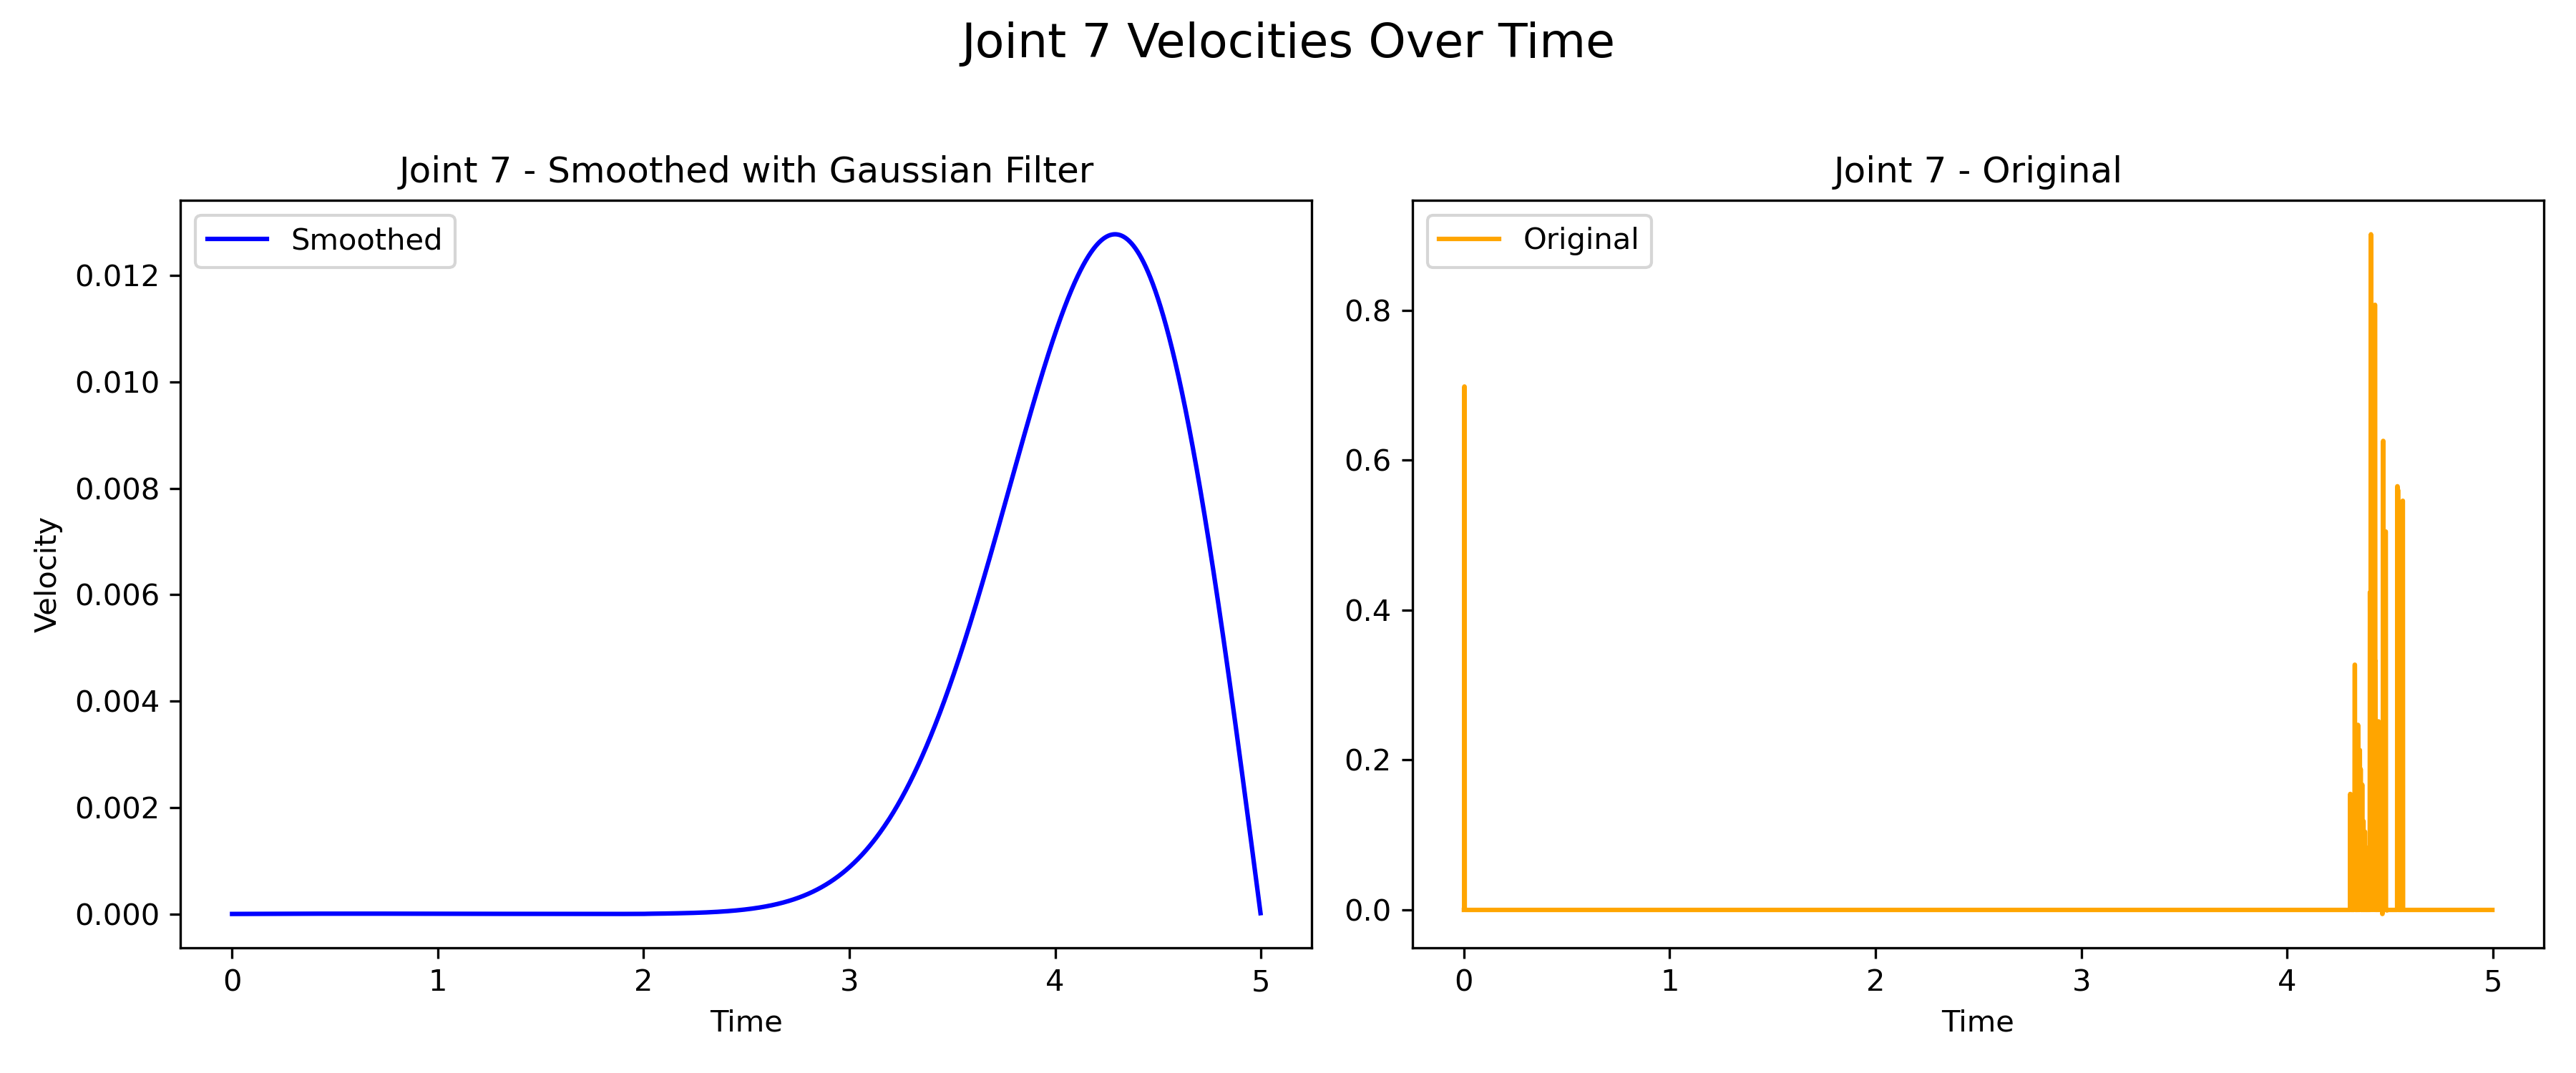 Joint 7 Velocities Over Time
Joint 7 - Smoothed with Gaussian Filter
Smoothed
0.012
0.010
0.008
0.006
0.004
0.002
0.000
Velocity
0 1 2 3 4 5
Time
Joint 7 - Original
Original
0.8
0.6
0.4
0.2
0.0
0 1 2 3 4 5
Time